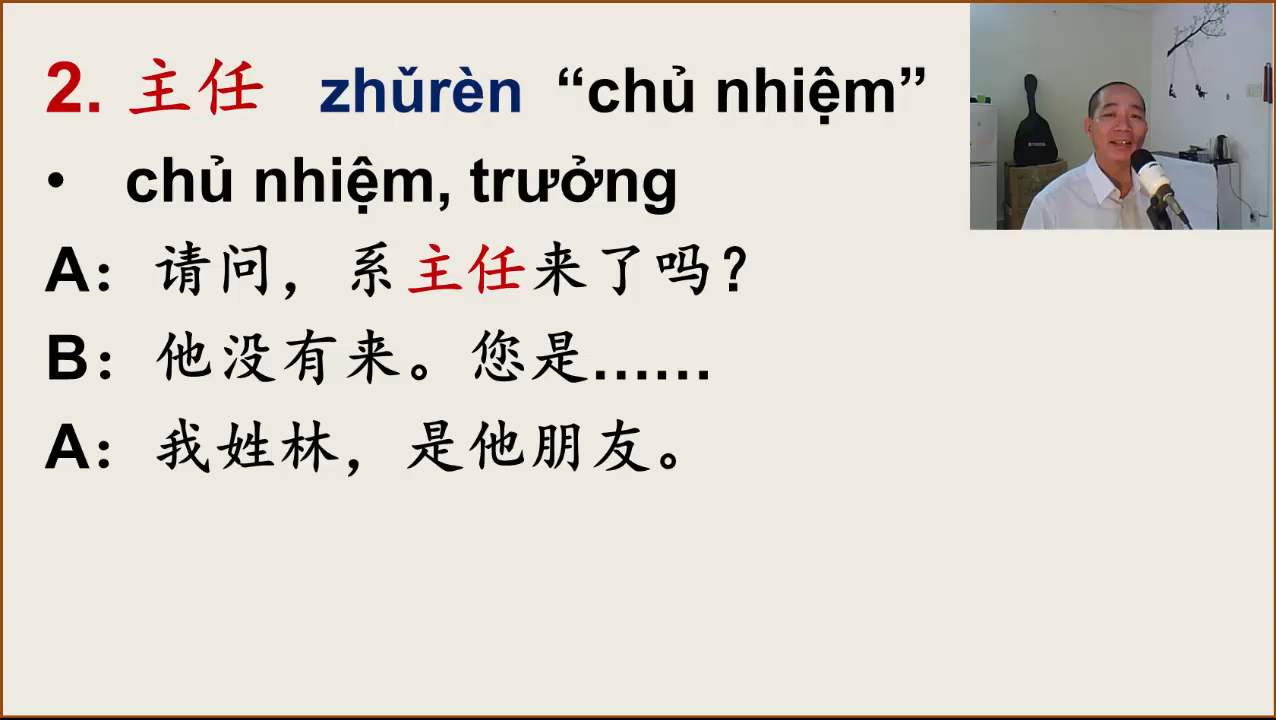 2. 主任 zhǔrèn “chủ nhiệm”
• chủ nhiệm, trưởng
A：请问，系主任来了吗？
B：他没有来。您是……
A：我姓林，是他朋友。